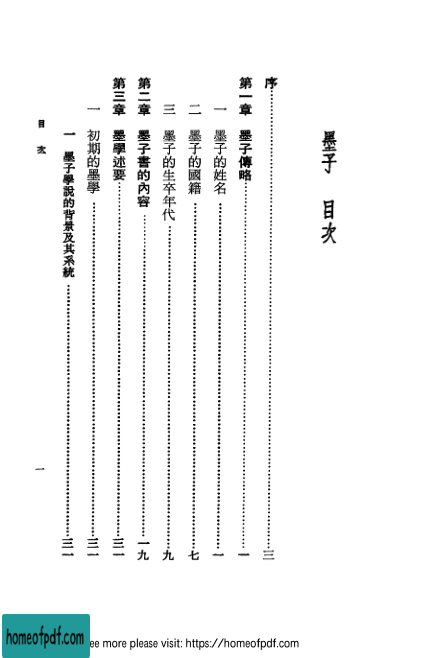 墨子 目次
序……三
第一章 墨子傳略……一
一 墨子的姓名……一
二 墨子的國籍……七
三 墨子的生卒年代……九
第二章 墨子書的內容……一九
第三章 墨學述要……三一
一 初期的墨學……三一
一 墨子學說的背景及其系統……三一
目次
一
homeofpdf.com
ee more please visit: https://homeofpdf.com